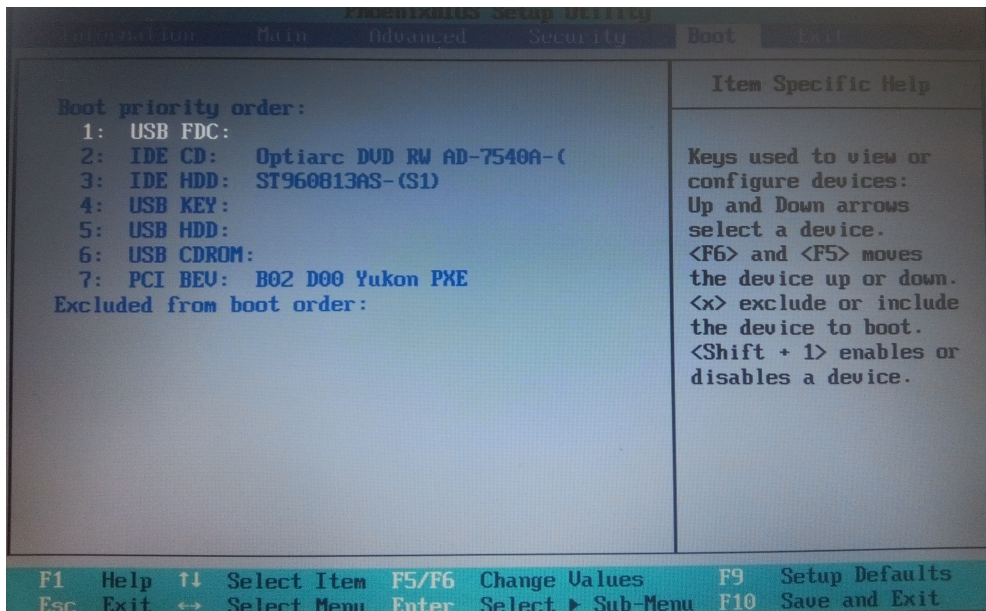 PhoenixBIOS Setup Utility
Information Main Advanced Security Boot Exit
Item Specific Help
Boot priority order:
1: USB FDC:
2: IDE CD: Optiarc DVD RW AD-7540A-(
3: IDE HDD: ST960813AS-(S1)
4: USB KEY:
5: USB HDD:
6: USB CDROM:
7: PCI BEV: B02 D00 Yukon PXE
Excluded from boot order:
Keys used to view or
configure devices:
Up and Down arrows
select a device.
<F6> and <F5> moves
the device up or down.
<x> exclude or include
the device to boot.
<Shift + 1> enables or
disables a device.
F1 Help ↑↓ Select Item F5/F6 Change Values F9 Setup Defaults
Esc Exit ↔ Select Menu Enter Select ▶ Sub-Menu F10 Save and Exit